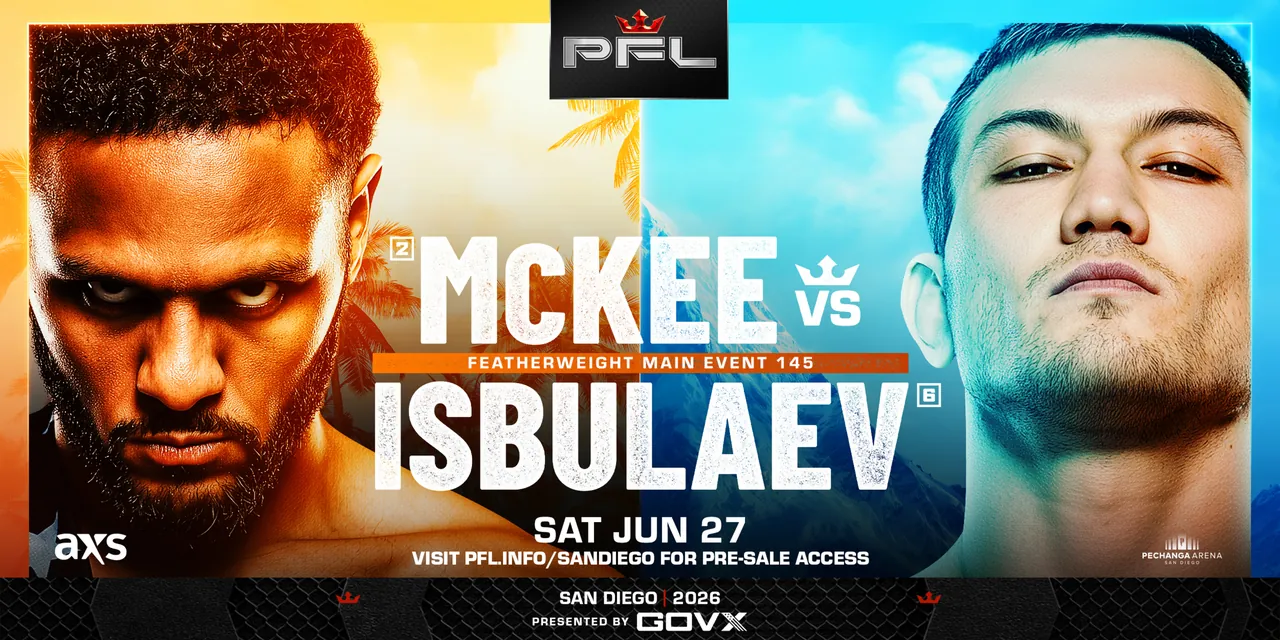 PFL
2 McKEE
VS
FEATHERWEIGHT MAIN EVENT 145
ISBULAEV 6
SAT JUN 27
VISIT PFL.INFO/SANDIEGO FOR PRE-SALE ACCESS
axs
PECHANGA ARENA
SAN DIEGO
SAN DIEGO | 2026
PRESENTED BY GOVX